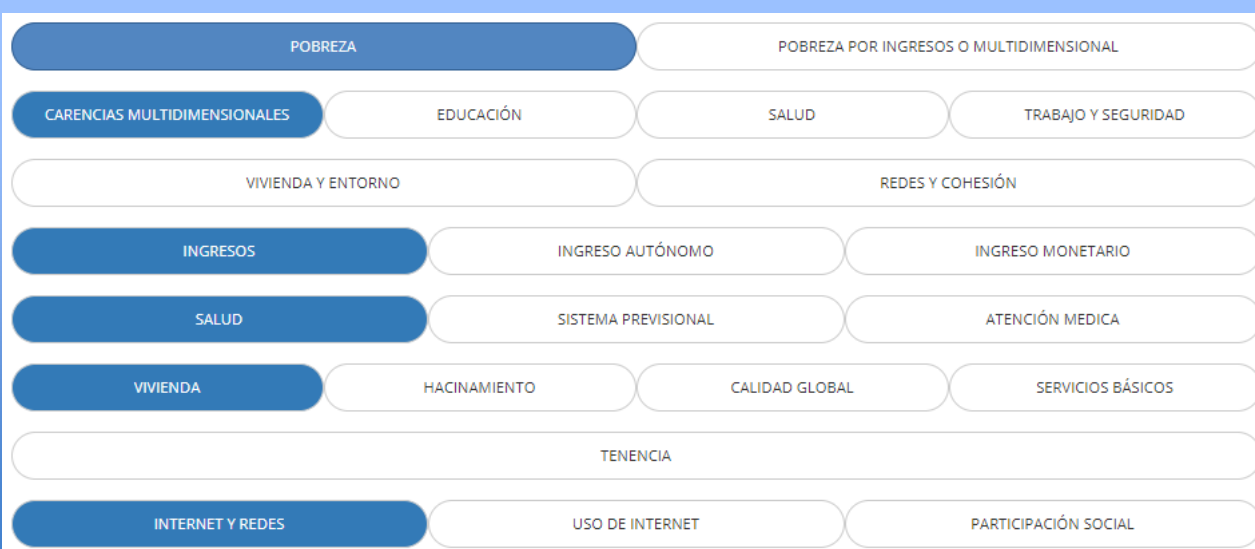 POBREZA POBREZA POR INGRESOS O MULTIDIMENSIONAL
CARENCIAS MULTIDIMENSIONALES EDUCACIÓN SALUD TRABAJO Y SEGURIDAD
VIVIENDA Y ENTORNO REDES Y COHESIÓN
INGRESOS INGRESO AUTÓNOMO INGRESO MONETARIO
SALUD SISTEMA PREVISIONAL ATENCIÓN MEDICA
VIVIENDA HACINAMIENTO CALIDAD GLOBAL SERVICIOS BÁSICOS
TENENCIA
INTERNET Y REDES USO DE INTERNET PARTICIPACIÓN SOCIAL